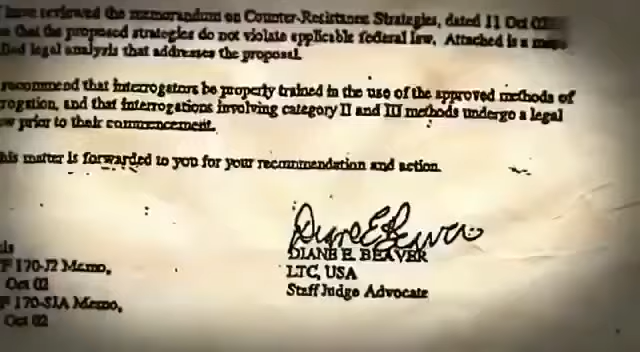 have reviewed the memorandum on Counter-Resistance Strategies, dated 11 Oct 02
that the proposed strategies do not violate applicable federal law. Attached is a
legal analysis that addresses the proposal.
recommend that interrogators be properly trained in the use of the approved methods of
rogation, and that interrogations involving category II and III methods undergo a legal
w prior to their commencement.
his matter is forwarded to you for your recommendation and action.
Diane E Beaver
DIANE E. BEAVER
LTC, USA
Staff Judge Advocate
ls
F 170-J2 Memo,
Oct 02
F 170-SJA Memo,
Oct 02